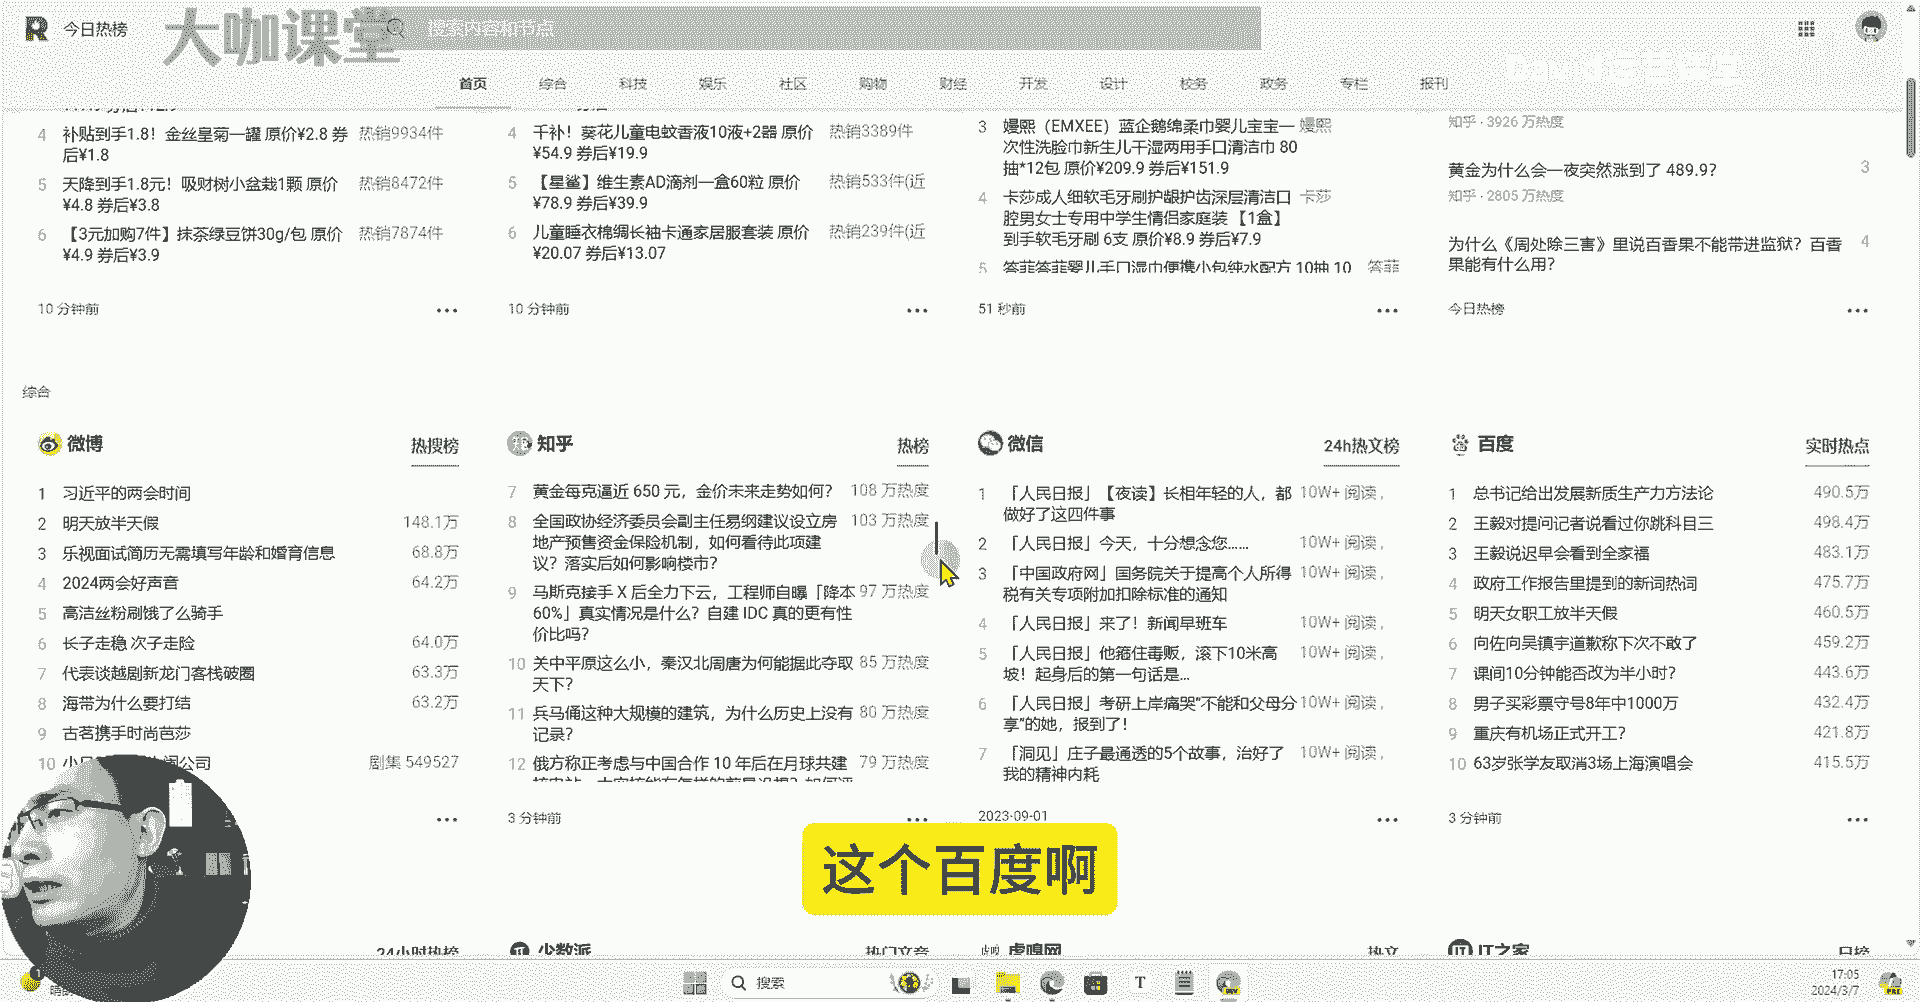 今日热榜
大咖课堂
搜索内容和节点
首页 综合 科技 娱乐 社区 购物 财经 开发 设计 校务 政务 专栏 报刊
4 补贴到手1.8！金丝皇菊一罐 原价¥2.8 券 热销9934件
后¥1.8
5 天降到手1.8元！吸财树小盆栽1颗 原价 热销8472件
¥4.8 券后¥3.8
6 【3元加购7件】抹茶绿豆饼30g/包 原价 热销7874件
¥4.9 券后¥3.9
10 分钟前
4 千补！葵花儿童电蚊香液10液+2器 原价 热销3389件
¥54.9 券后¥19.9
5 【星鲨】维生素AD滴剂一盒60粒 原价 热销533件(近
¥78.9 券后¥39.9
6 儿童睡衣棉绸长袖卡通家居服套装 原价 热销239件(近
¥20.07 券后¥13.07
10 分钟前
3 嫚熙（EMXEE）蓝企鹅绵柔巾婴儿宝宝一 嫚熙
次性洗脸巾新生儿干湿两用手口清洁巾 80
抽*12包 原价¥209.9 券后¥151.9
4 卡莎成人细软毛牙刷护龈护齿深层清洁口 卡莎
腔男女士专用中学生情侣家庭装 【1盒】
到手软毛牙刷 6支 原价¥8.9 券后¥7.9
5 答菲答菲婴儿手口湿巾便携小包纯水配方 10抽 10 答菲
51 秒前
知乎 · 3926 万热度
黄金为什么会一夜突然涨到了 489.9？ 3
知乎 · 2805 万热度
为什么《周处除三害》里说百香果不能带进监狱？百香 4
果能有什么用？
今日热榜
综合
微博 热搜榜
1 习近平的两会时间
2 明天放半天假 148.1万
3 乐视面试简历无需填写年龄和婚育信息 68.8万
4 2024两会好声音 64.2万
5 高洁丝粉刷饿了么骑手
6 长子走稳 次子走险 64.0万
7 代表谈越剧新龙门客栈破圈 63.3万
8 海带为什么要打结 63.2万
9 古茗携手时尚芭莎
10 剧集 549527
知乎 热榜
7 黄金每克逼近 650 元，金价未来走势如何？ 108 万热度
8 全国政协经济委员会副主任易纲建议设立房 103 万热度
地产预售资金保险机制，如何看待此项建
议？落实后如何影响楼市？
9 马斯克接手 X 后全力下云，工程师自曝「降本 97 万热度
60%」真实情况是什么？自建 IDC 真的更有性
价比吗？
10 关中平原这么小，秦汉北周唐为何能据此夺取 85 万热度
天下？
11 兵马俑这种大规模的建筑，为什么历史上没有 80 万热度
记录？
12 俄方称正考虑与中国合作 10 年后在月球共建 79 万热度
3 分钟前
微信 24h热文榜
1 「人民日报」【夜读】长相年轻的人，都 10W+ 阅读，
做好了这四件事
2 「人民日报」今天，十分想念您…… 10W+ 阅读，
3 「中国政府网」国务院关于提高个人所得 10W+ 阅读，
税有关专项附加扣除标准的通知
4 「人民日报」来了！新闻早班车 10W+ 阅读，
5 「人民日报」他箍住毒贩，滚下10米高 10W+ 阅读，
坡！起身后的第一句话是…
6 「人民日报」考研上岸痛哭"不能和父母分 10W+ 阅读，
享"的她，报到了！
7 「洞见」庄子最通透的5个故事，治好了 10W+ 阅读，
我的精神内耗
2023-09-01
百度 实时热点
1 总书记给出发展新质生产力方法论 490.5万
2 王毅对提问记者说看过你跳科目三 498.4万
3 王毅说迟早会看到全家福 483.1万
4 政府工作报告里提到的新词热词 475.7万
5 明天女职工放半天假 460.5万
6 向佐向吴镇宇道歉称下次不敢了 459.2万
7 课间10分钟能否改为半小时？ 443.6万
8 男子买彩票守号8年中1000万 432.4万
9 重庆有机场正式开工？ 421.8万
10 63岁张学友取消3场上海演唱会 415.5万
3 分钟前
这个百度啊
24小时热榜 少数派 热门文章 虎嗅网 热文 IT之家 日榜
搜索
17:05
2024/3/7